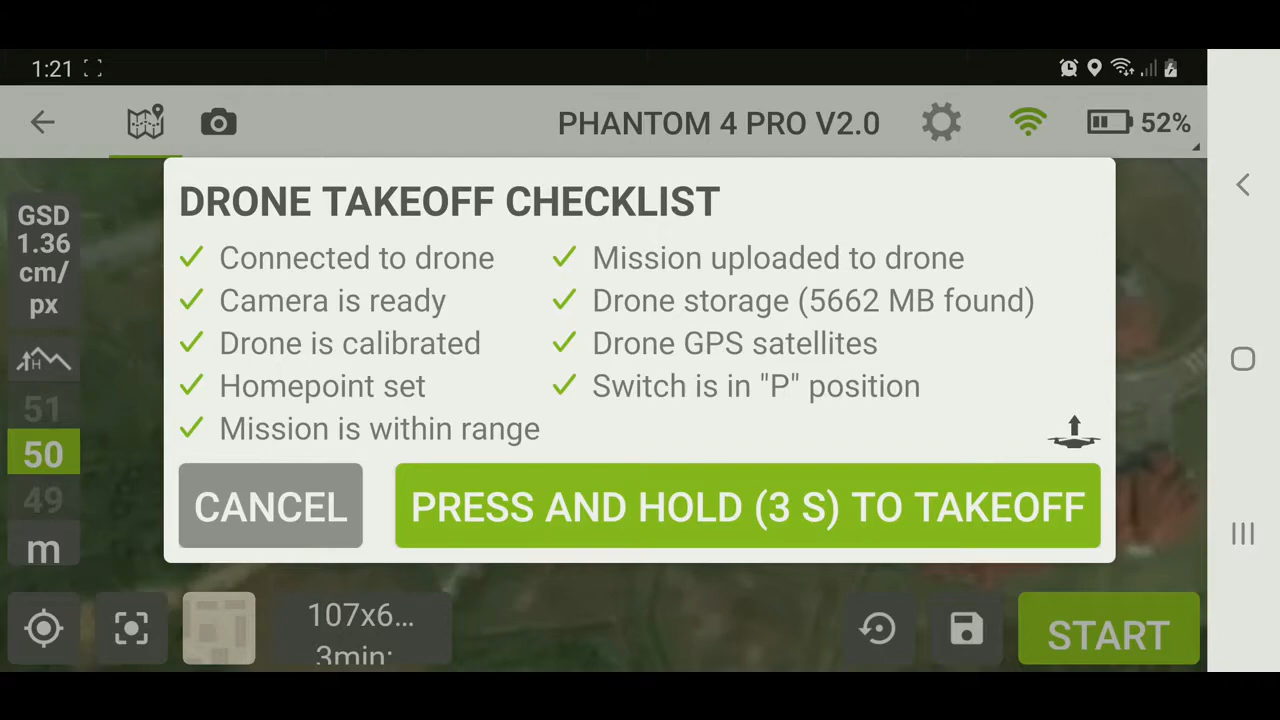 1:21
PHANTOM 4 PRO V2.0
52%
GSD
1.36
cm/
px
H
51
50
49
m
DRONE TAKEOFF CHECKLIST
Connected to drone
Camera is ready
Drone is calibrated
Homepoint set
Mission is within range
Mission uploaded to drone
Drone storage (5662 MB found)
Drone GPS satellites
Switch is in "P" position
CANCEL
PRESS AND HOLD (3 S) TO TAKEOFF
107x6...
3min:
START